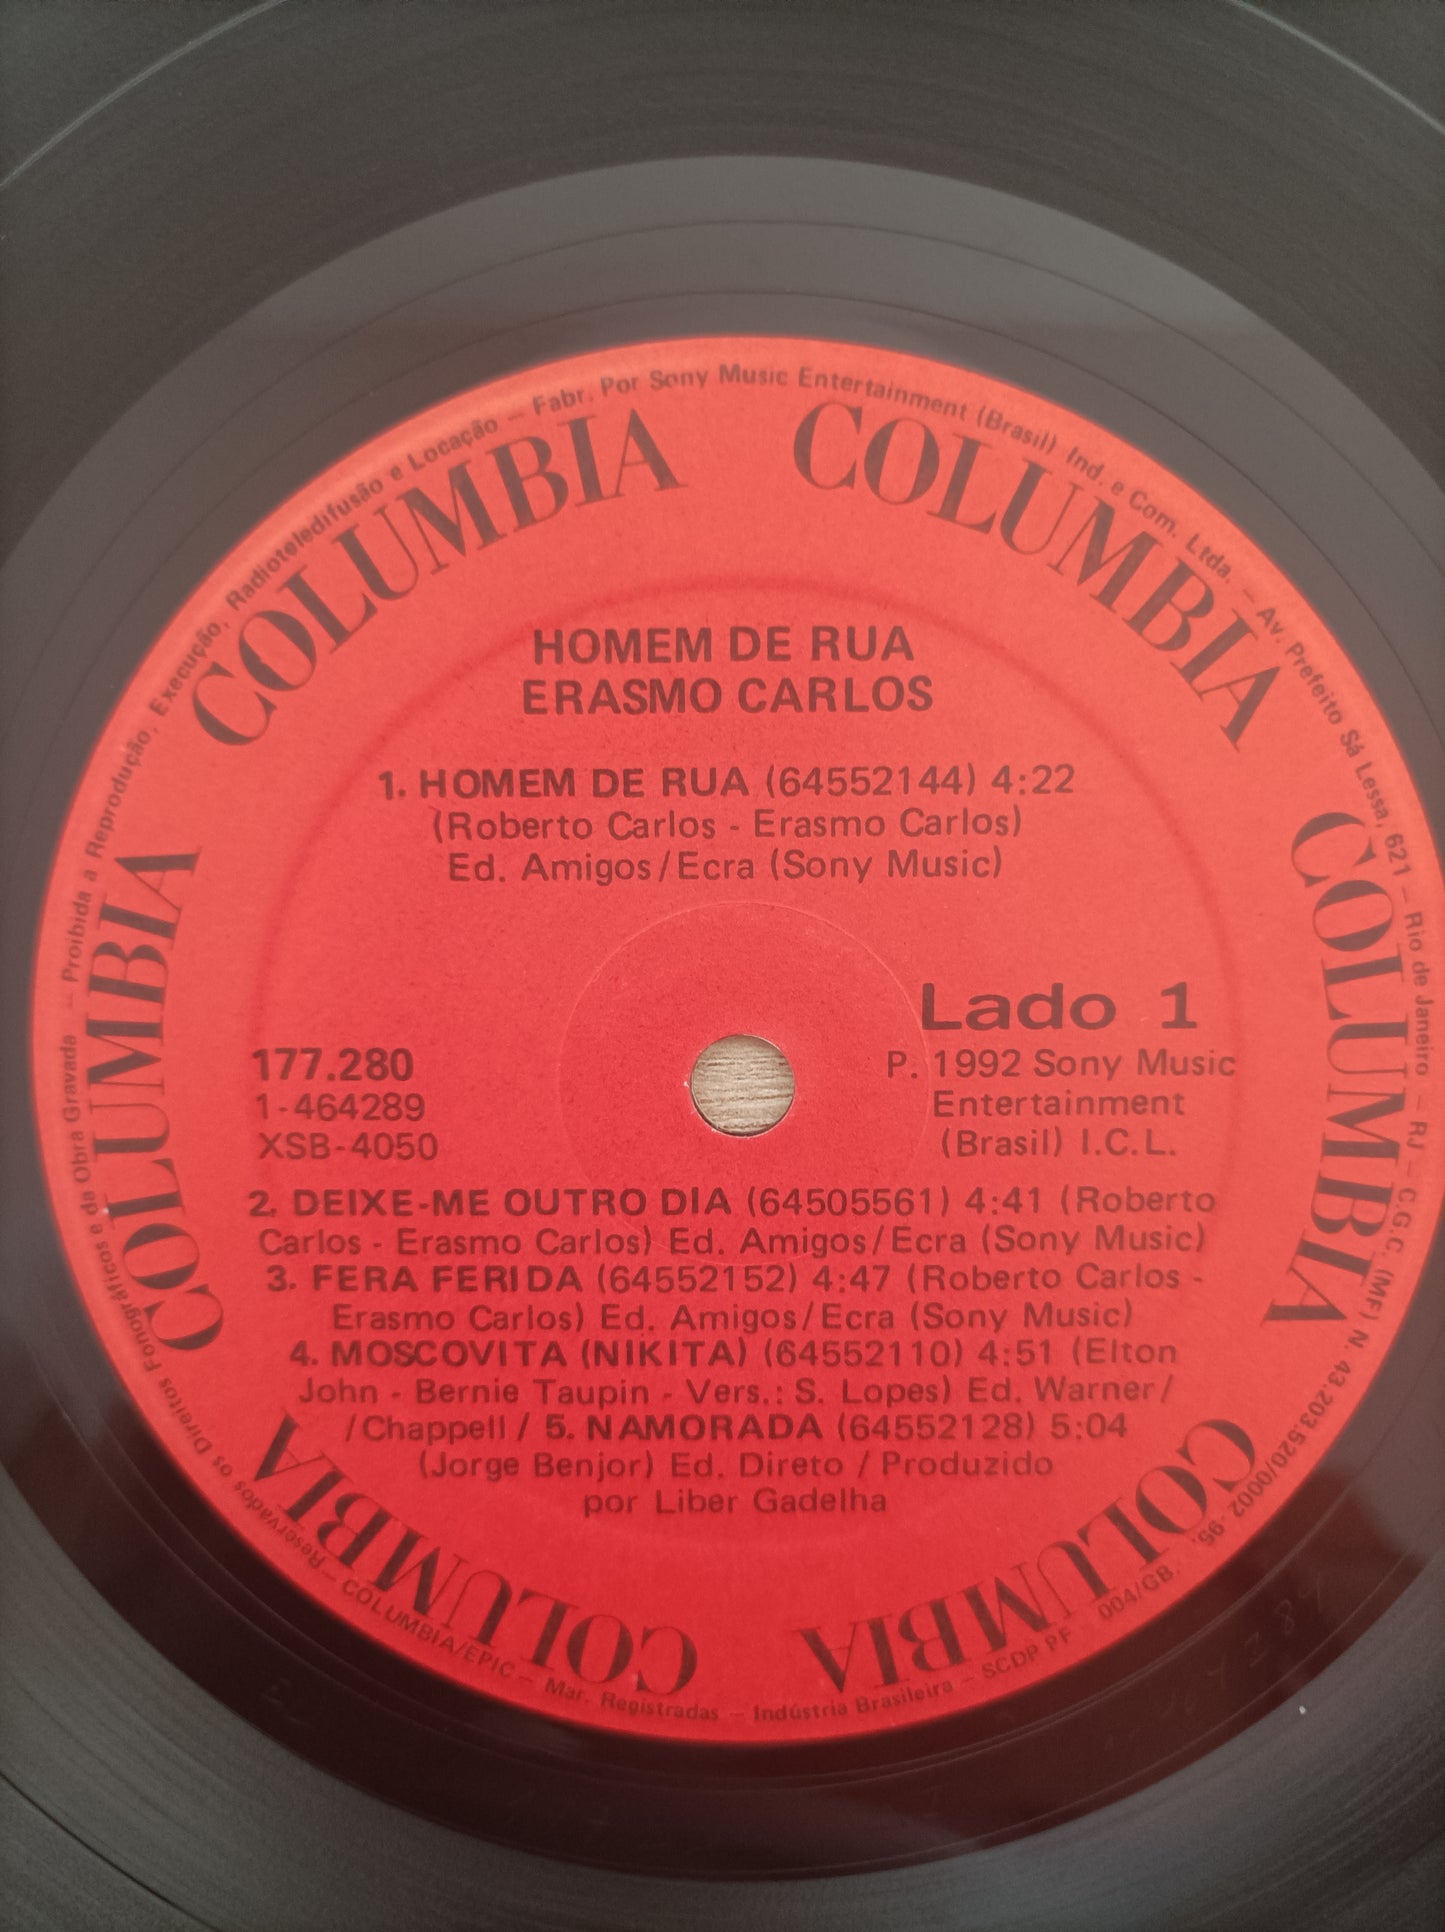 Reservados os Direitos Fonográficos e da Obra Gravada — Proibida a Reprodução, Execução, Radioteledifusão e Locação — Fabr. Por Sony Music Entertainment (Brasil) Ind. e Com. Ltda. — Av. Prefeito Sá Lessa, 621 — Rio de Janeiro — RJ — C.G.C. (MF) N. 43.203.520/0002-95.
COLUMBIA COLUMBIA
COLUMBIA COLUMBIA
COLUMBIA COLUMBIA
HOMEM DE RUA
ERASMO CARLOS
1. HOMEM DE RUA (64552144) 4:22
(Roberto Carlos - Erasmo Carlos)
Ed. Amigos/Ecra (Sony Music)
Lado 1
177.280
1-464289
XSB-4050
P. 1992 Sony Music
Entertainment
(Brasil) I.C.L.
2. DEIXE-ME OUTRO DIA (64505561) 4:41 (Roberto
Carlos - Erasmo Carlos) Ed. Amigos/Ecra (Sony Music)
3. FERA FERIDA (64552152) 4:47 (Roberto Carlos -
Erasmo Carlos) Ed. Amigos/Ecra (Sony Music)
4. MOSCOVITA (NIKITA) (64552110) 4:51 (Elton
John - Bernie Taupin - Vers.: S. Lopes) Ed. Warner/
/Chappell / 5. NAMORADA (64552128) 5:04
(Jorge Benjor) Ed. Direto / Produzido
por Liber Gadelha
— COLUMBIA/EPIC — Mar. Registradas — Indústria Brasileira — SCDP PF 004/GB.